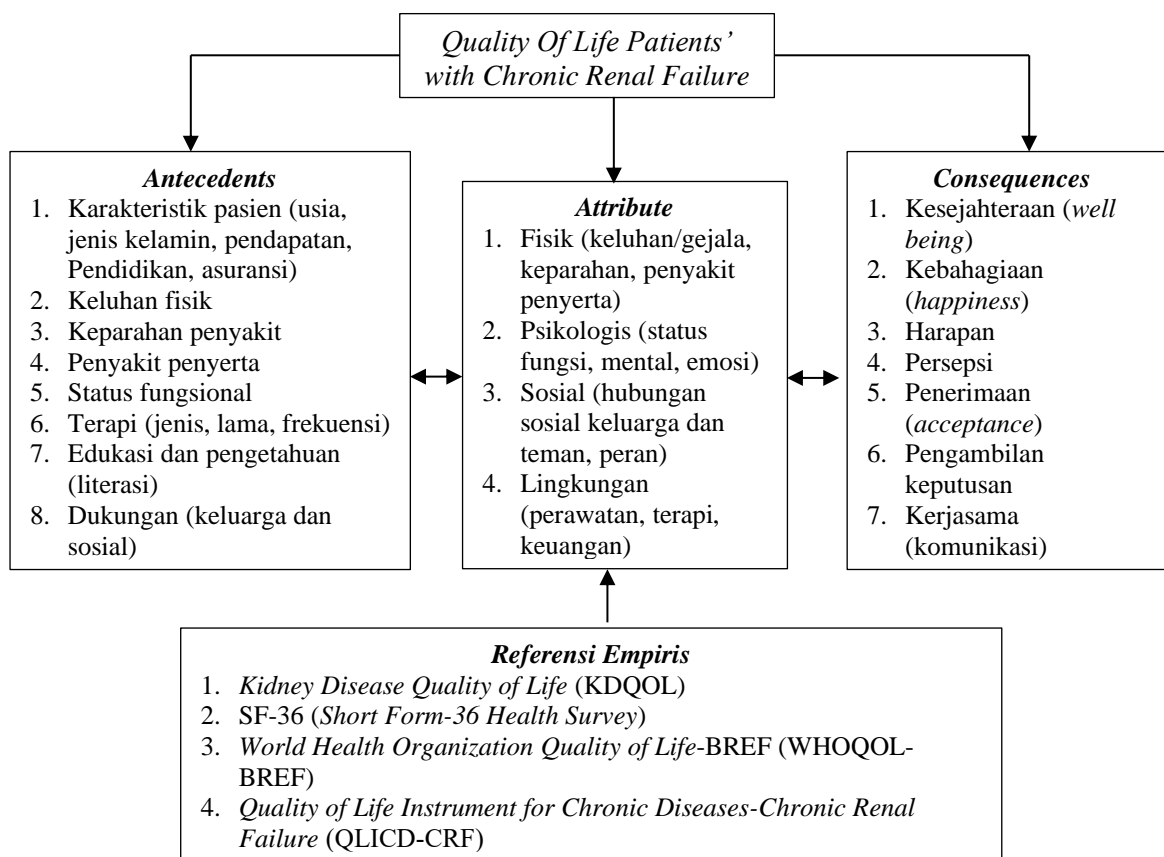 Quality Of Life Patients’
with Chronic Renal Failure
Antecedents
1. Karakteristik pasien (usia,
jenis kelamin, pendapatan,
Pendidikan, asuransi)
2. Keluhan fisik
3. Keparahan penyakit
4. Penyakit penyerta
5. Status fungsional
6. Terapi (jenis, lama, frekuensi)
7. Edukasi dan pengetahuan
(literasi)
8. Dukungan (keluarga dan
sosial)
Attribute
1. Fisik (keluhan/gejala,
keparahan, penyakit
penyerta)
2. Psikologis (status
fungsi, mental, emosi)
3. Sosial (hubungan
sosial keluarga dan
teman, peran)
4. Lingkungan
(perawatan, terapi,
keuangan)
Consequences
1. Kesejahteraan (well
being)
2. Kebahagiaan
(happiness)
3. Harapan
4. Persepsi
5. Penerimaan
(acceptance)
6. Pengambilan
keputusan
7. Kerjasama
(komunikasi)
Referensi Empiris
1. Kidney Disease Quality of Life (KDQOL)
2. SF-36 (Short Form-36 Health Survey)
3. World Health Organization Quality of Life-BREF (WHOQOL-
BREF)
4. Quality of Life Instrument for Chronic Diseases-Chronic Renal
Failure (QLICD-CRF)